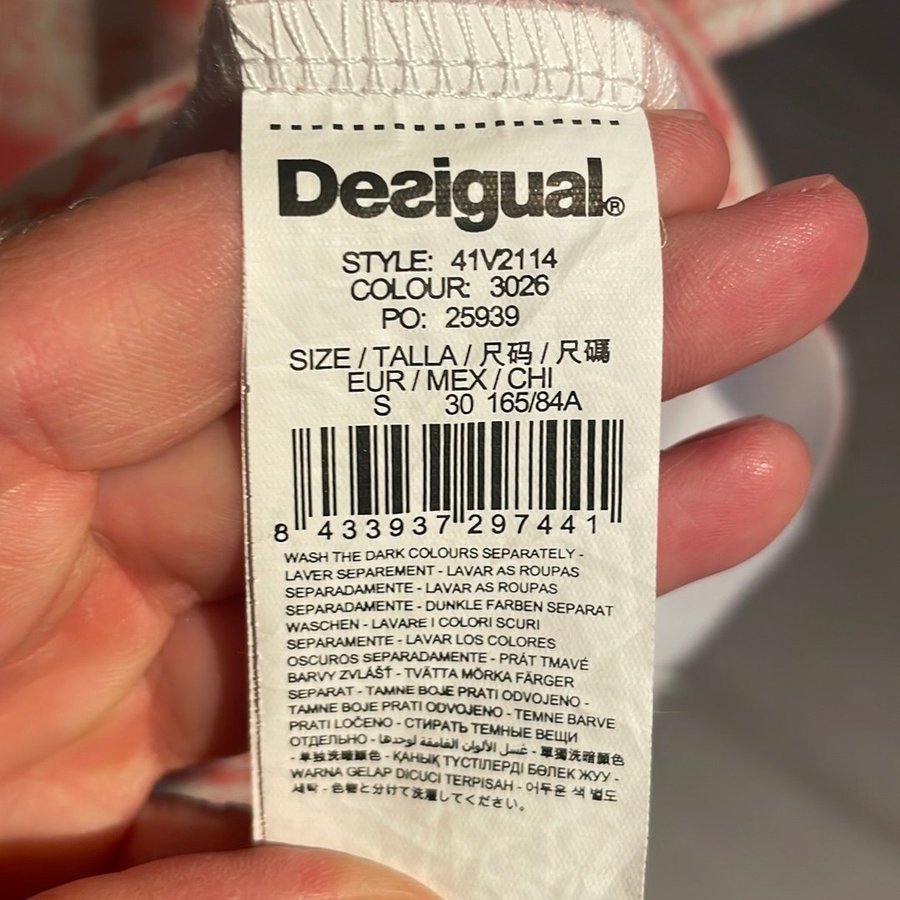 Desigual®
STYLE: 41V2114
COLOUR: 3026
PO: 25939
SIZE / TALLA / 尺码 / 尺碼
EUR / MEX / CHI
S 30 165/84A
8 433937 297441
WASH THE DARK COLOURS SEPARATELY -
LAVER SEPAREMENT - LAVAR AS ROUPAS
SEPARADAMENTE - LAVAR AS ROUPAS
SEPARADAMENTE - DUNKLE FARBEN SEPARAT
WASCHEN - LAVARE I COLORI SCURI
SEPARAMENTE - LAVAR LOS COLORES
OSCUROS SEPARADAMENTE - PRÁT TMAVÉ
BARVY ZVLÁŠŤ - TVÄTTA MÖRKA FÄRGER
SEPARAT - TAMNE BOJE PRATI ODVOJENO -
TAMNE BOJE PRATI ODVOJENO - TEMNE BARVE
PRATI LOČENO - СТИРАТЬ ТЕМНЫЕ ВЕЩИ
ОТДЕЛЬНО - غسل الألوان الغامقة لوحدها - 單獨洗暗顏色
- 单独洗暗颜色 - ҚАНЫҚ ТҮСТІЛЕРДІ БӨЛЕК ЖУУ -
WARNA GELAP DICUCI TERPISAH - 어두운 색 별도
세탁 - 色物と分けて洗濯してください。